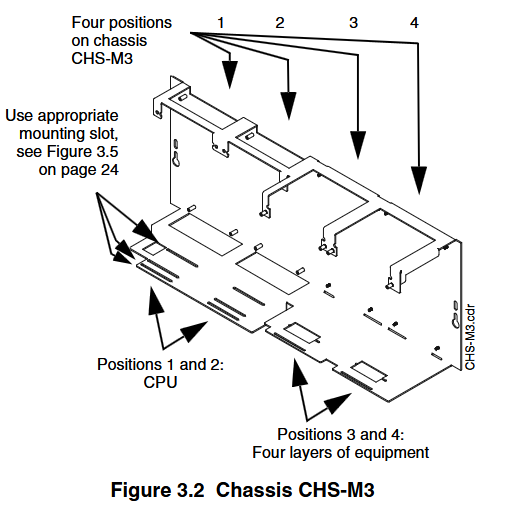 Four positions
on chassis
CHS-M3
1 2 3 4
Use appropriate
mounting slot,
see Figure 3.5
on page 24
CHS-M3.cdr
Positions 1 and 2:
CPU
Positions 3 and 4:
Four layers of equipment
Figure 3.2 Chassis CHS-M3